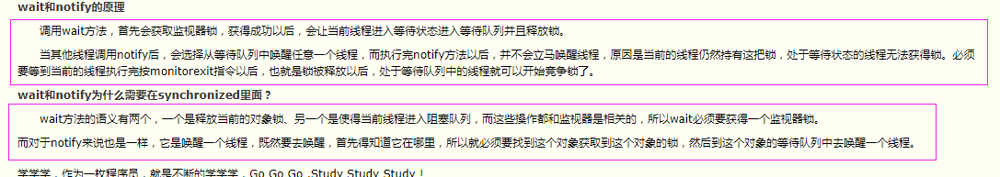 wait和notify的原理
调用wait方法，首先会获取监视器锁，获得成功以后，会让当前线程进入等待状态进入等待队列并且释放锁。
当其他线程调用notify后，会选择从等待队列中唤醒任意一个线程，而执行完notify方法以后，并不会立马唤醒线程，原因是当前的线程仍然持有这把锁，处于等待状态的线程无法获得锁。必须
要等到当前的线程执行完按monitorexit指令以后，也就是锁被释放以后，处于等待队列中的线程就可以开始竞争锁了。
wait和notify为什么需要在synchronized里面？
wait方法的语义有两个，一个是释放当前的对象锁、另一个是使得当前线程进入阻塞队列，而这些操作都和监视器是相关的，所以wait必须要获得一个监视器锁。
而对于notify来说也是一样，它是唤醒一个线程，既然要去唤醒，首先得知道它在哪里，所以就必须要找到这个对象获取到这个对象的锁，然后到这个对象的等待队列中去唤醒一个线程。
学学学，作为一枚程序员，就是不断的学学学，Go Go Go ,Study Study Study !